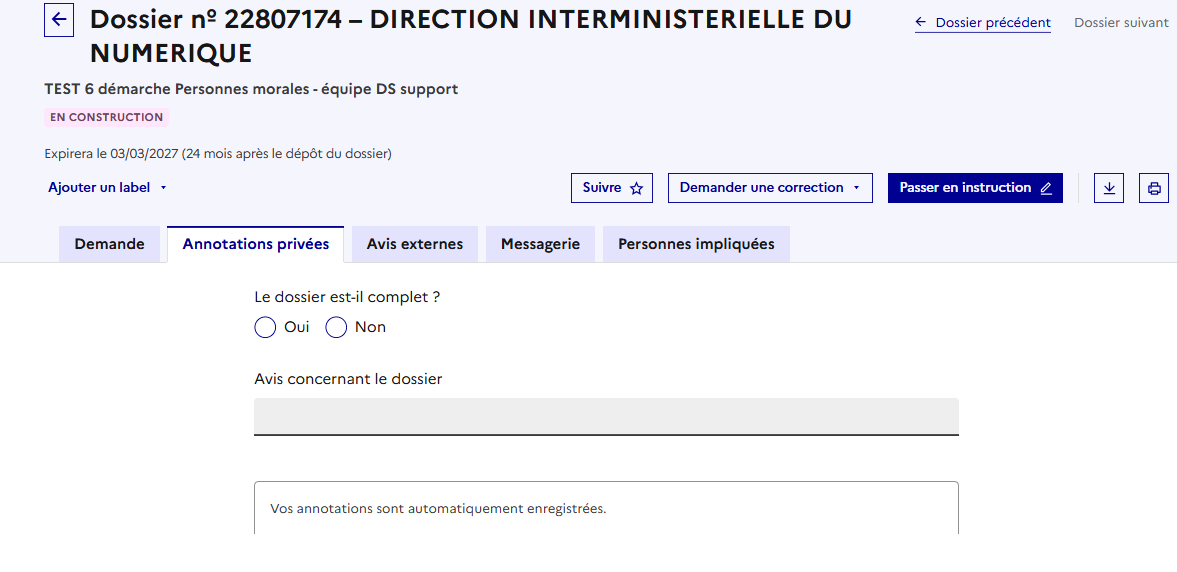 Dossier nº 22807174 – DIRECTION INTERMINISTERIELLE DU
NUMERIQUE
Dossier précédent
Dossier suivant
TEST 6 démarche Personnes morales - équipe DS support
EN CONSTRUCTION
Expirera le 03/03/2027 (24 mois après le dépôt du dossier)
Ajouter un label
Suivre
Demander une correction
Passer en instruction
Demande
Annotations privées
Avis externes
Messagerie
Personnes impliquées
Le dossier est-il complet ?
Oui
Non
Avis concernant le dossier
Vos annotations sont automatiquement enregistrées.